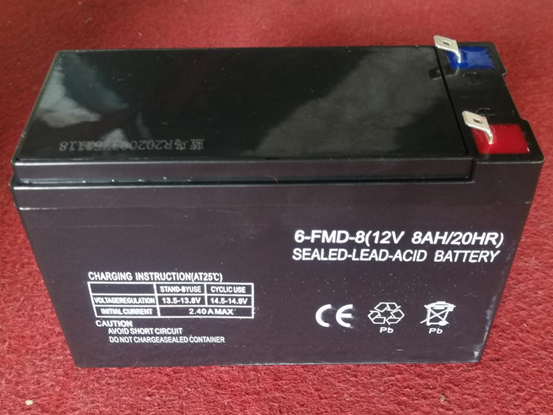 6-FMD-8(12V 8AH/20HR)
SEALED-LEAD-ACID BATTERY
CHARGING INSTRUCTION(AT25℃)
STAND-BYUSE CYCLIC USE
VOLTAGEREGULATION 13.5-13.8V 14.5-14.9V
INITIAL CURRENT 2.40A MAX
CAUTION
AVOID SHORT CIRCUIT
DO NOT CHARGEASEALED CONTAINER
CE
Pb Pb